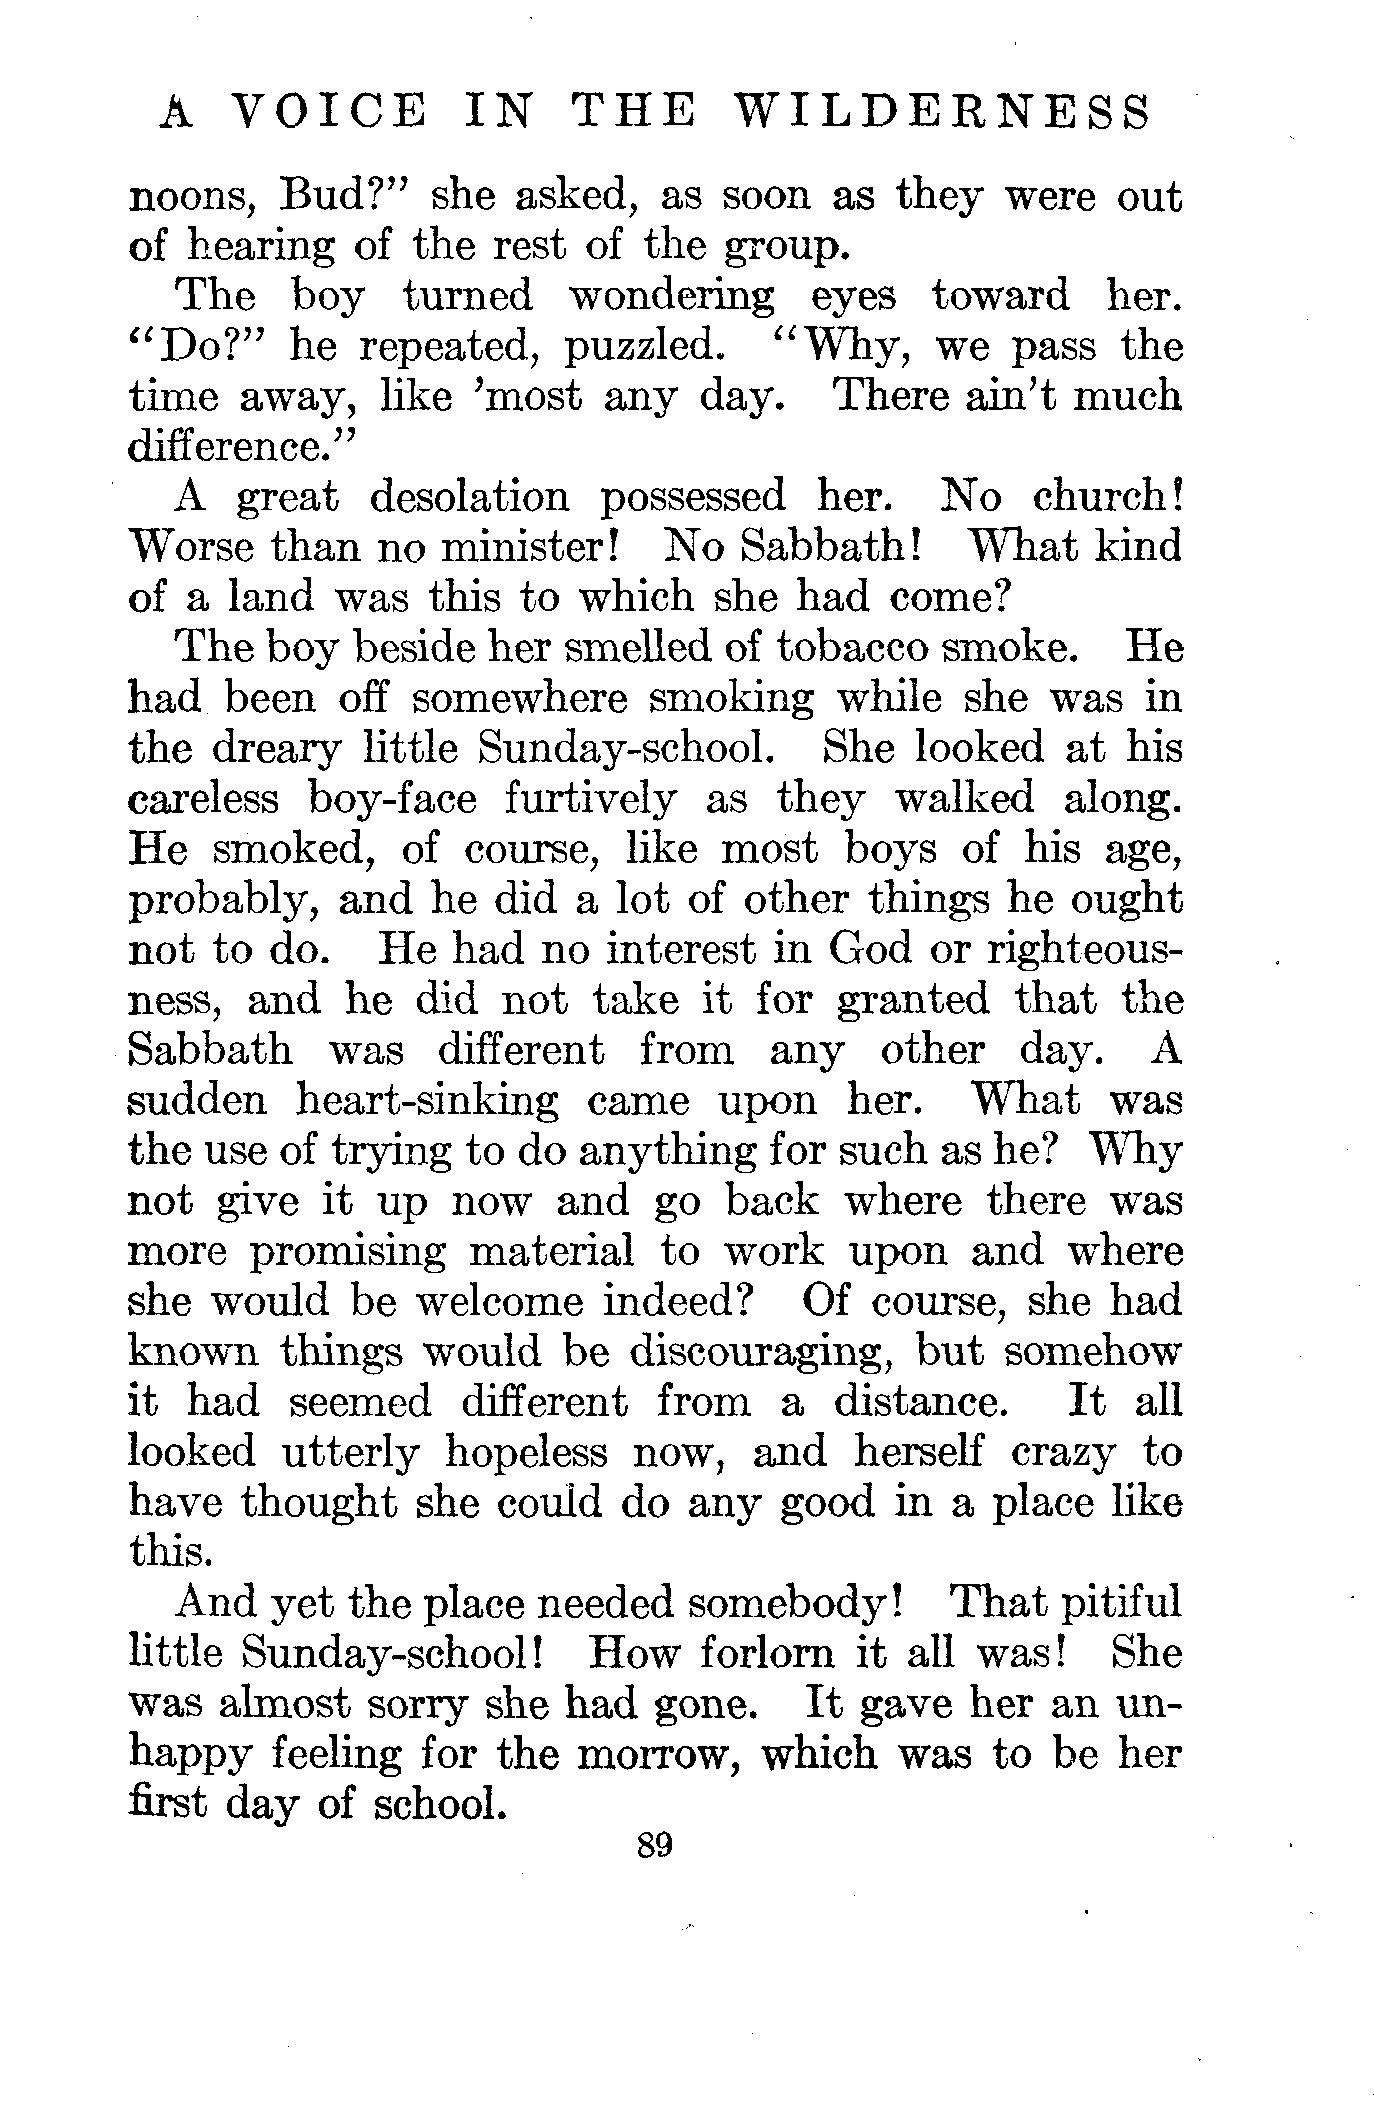 A VOICE IN THE WILDERNESS
noons, Bud?” she asked, as soon as they were out
of hearing of the rest of the group.
The boy turned wondering eyes toward her.
“Do?” he repeated, puzzled. “Why, we pass the
time away, like ’most any day. There ain’t much
difference.”
A great desolation possessed her. No church!
Worse than no minister! No Sabbath! What kind
of a land was this to which she had come?
The boy beside her smelled of tobacco smoke. He
had been off somewhere smoking while she was in
the dreary little Sunday-school. She looked at his
careless boy-face furtively as they walked along.
He smoked, of course, like most boys of his age,
probably, and he did a lot of other things he ought
not to do. He had no interest in God or righteous-
ness, and he did not take it for granted that the
Sabbath was different from any other day. A
sudden heart-sinking came upon her. What was
the use of trying to do anything for such as he? Why
not give it up now and go back where there was
more promising material to work upon and where
she would be welcome indeed? Of course, she had
known things would be discouraging, but somehow
it had seemed different from a distance. It all
looked utterly hopeless now, and herself crazy to
have thought she could do any good in a place like
this.
And yet the place needed somebody! That pitiful
little Sunday-school! How forlorn it all was! She
was almost sorry she had gone. It gave her an un-
happy feeling for the morrow, which was to be her
first day of school.
89